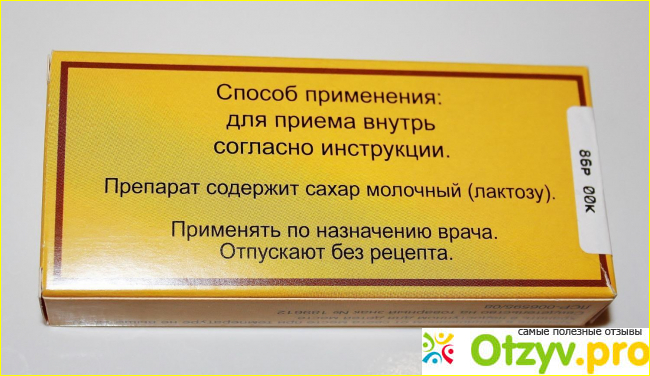 Способ применения:
для приема внутрь
согласно инструкции.
Препарат содержит сахар молочный (лактозу).
Применять по назначению врача.
Отпускают без рецепта.
86Р 00К
самые полезные отзывы
Otzyv.pro